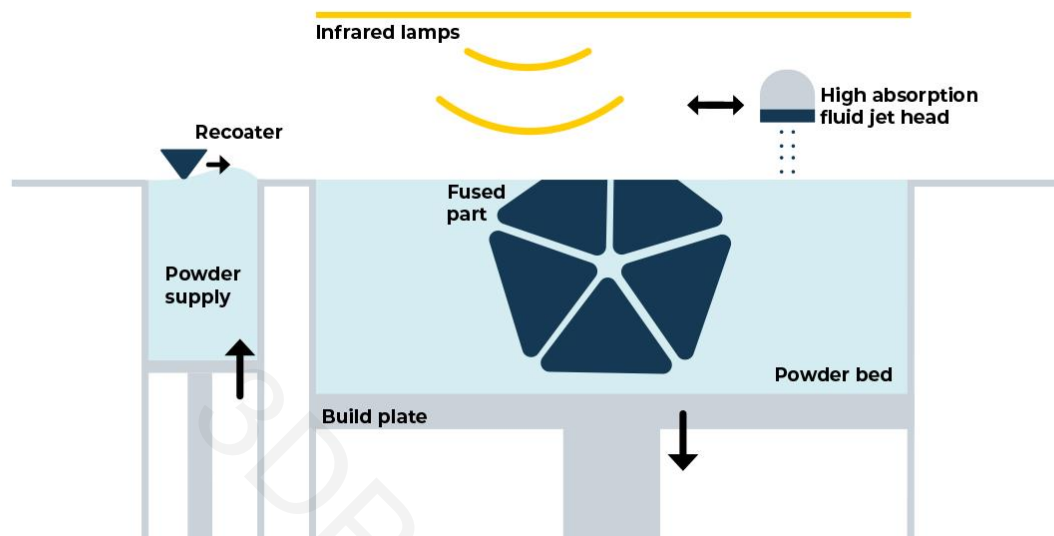 Infrared lamps
High absorption
fluid jet head
Recoater
Fused
part
Powder
supply
Powder bed
Build plate